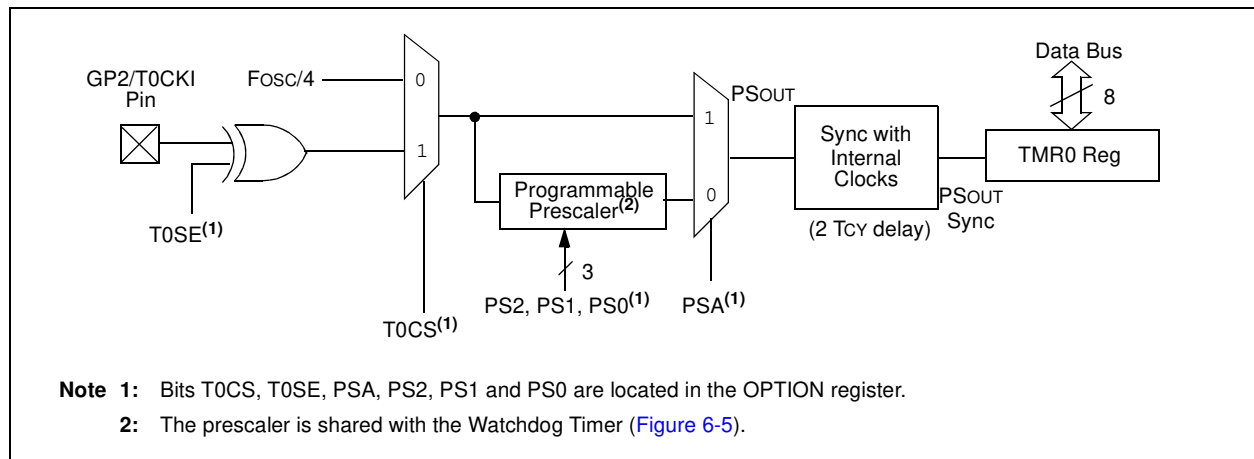 GP2/T0CKI
Pin
FOSC/4
0
1
T0SE(1)
T0CS(1)
Programmable
Prescaler(2)
3
PS2, PS1, PS0(1)
1
0
PSA(1)
PSOUT
Sync with
Internal
Clocks
(2 TCY delay)
PSOUT
Sync
Data Bus
8
TMR0 Reg
Note 1: Bits T0CS, T0SE, PSA, PS2, PS1 and PS0 are located in the OPTION register.
2: The prescaler is shared with the Watchdog Timer (Figure 6-5).